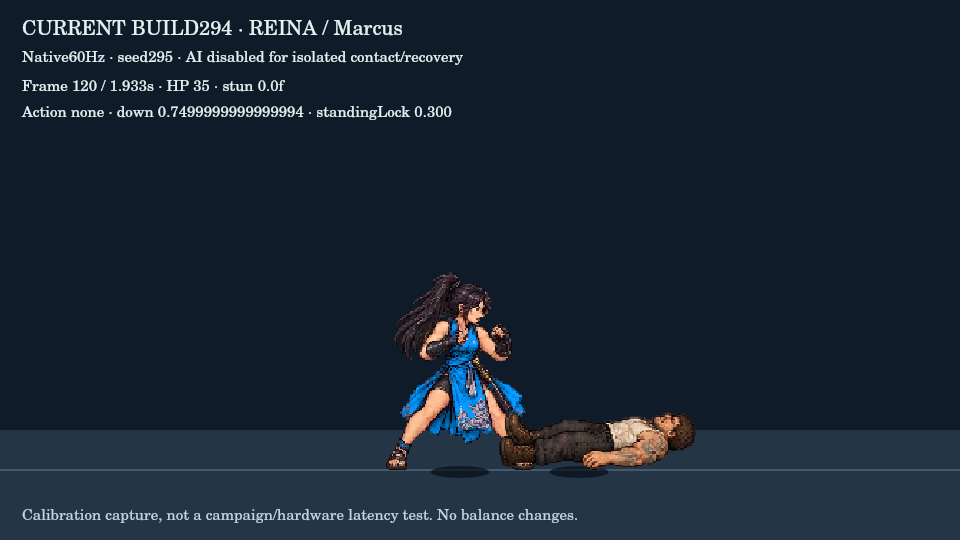 CURRENT BUILD294 · REINA / Marcus
Native60Hz · seed295 · AI disabled for isolated contact/recovery
Frame 120 / 1.933s · HP 35 · stun 0.0f
Action none · down 0.7499999999999994 · standingLock 0.300
Calibration capture, not a campaign/hardware latency test. No balance changes.